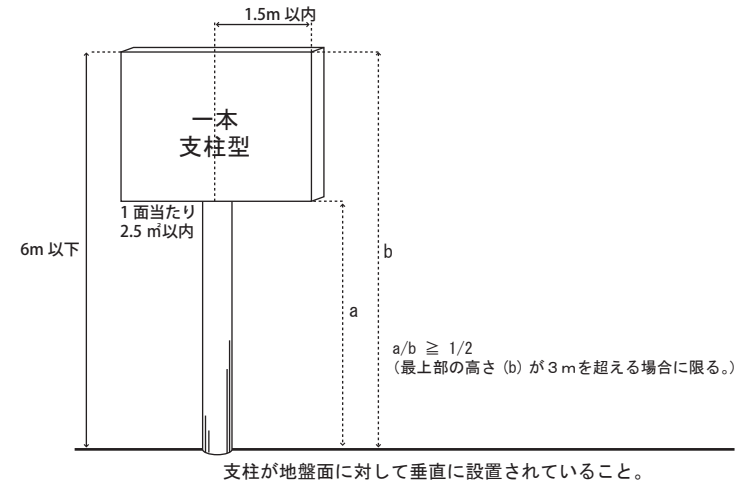 1.5m 以内
一本
支柱型
1 面当たり
2.5 ㎡以内
6m 以下
b
a
a/b ≧ 1/2
（最上部の高さ (b) が３ｍを超える場合に限る。）
支柱が地盤面に対して垂直に設置されていること。